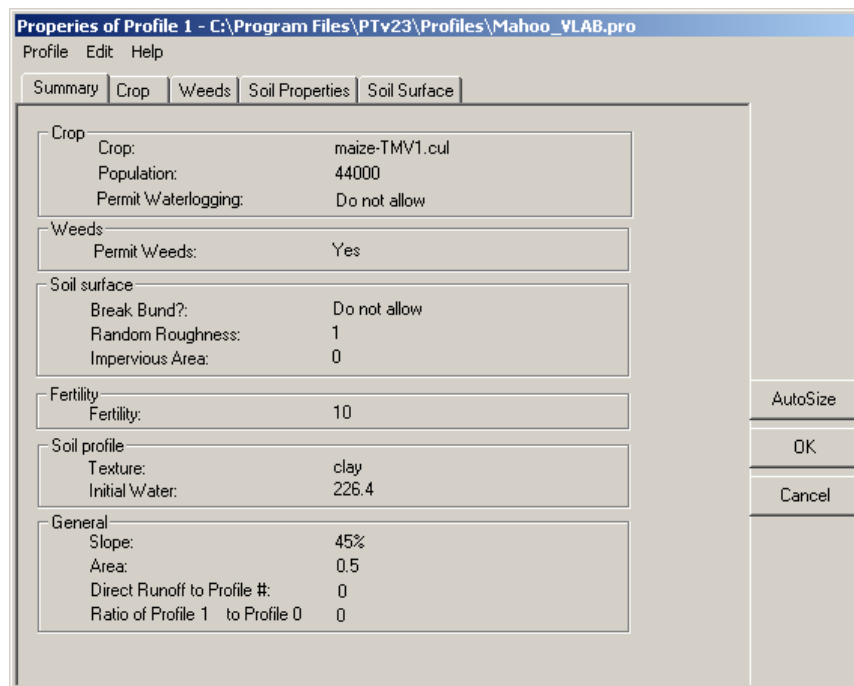 Properies of Profile 1 - C:\Program Files\PTv23\Profiles\Mahoo_VLAB.pro
Profile Edit Help
Summary Crop Weeds Soil Properties Soil Surface
Crop
Crop: maize-TMV1.cul
Population: 44000
Permit Waterlogging: Do not allow
Weeds
Permit Weeds: Yes
Soil surface
Break Bund?: Do not allow
Random Roughness: 1
Impervious Area: 0
Fertility
Fertility: 10
Soil profile
Texture: clay
Initial Water: 226.4
General
Slope: 45%
Area: 0.5
Direct Runoff to Profile #: 0
Ratio of Profile 1 to Profile 0 0
AutoSize
OK
Cancel